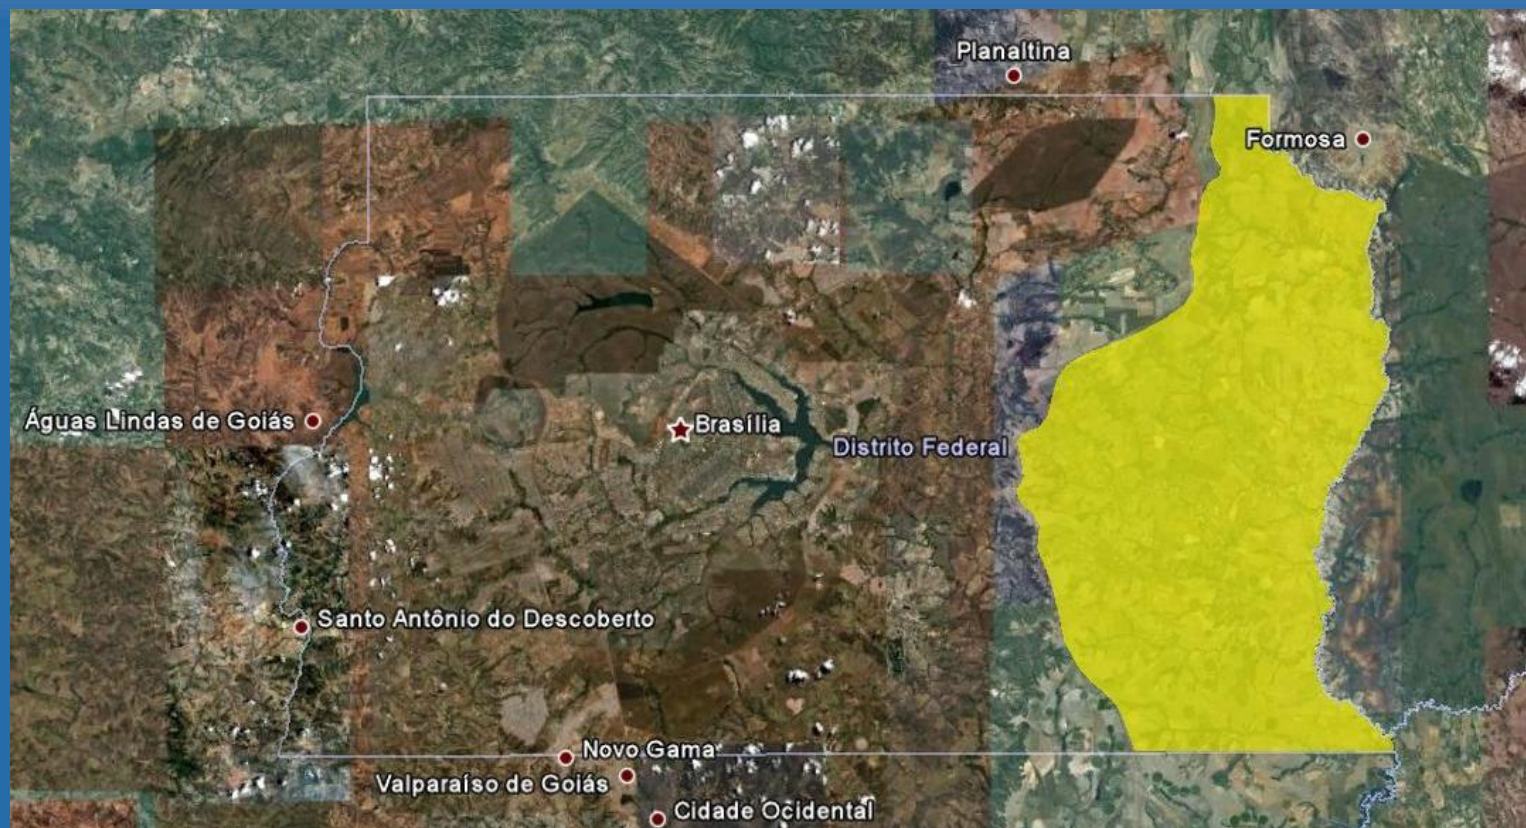 Planaltina
Formosa
Águas Lindas de Goiás
Brasília
Distrito Federal
Santo Antônio do Descoberto
Novo Gama
Valparaíso de Goiás
Cidade Ocidental